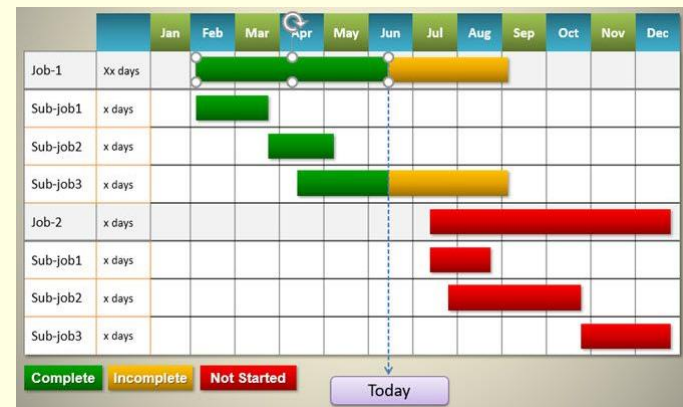 Jan Feb Mar Apr May Jun Jul Aug Sep Oct Nov Dec
Job-1 Xx days
Sub-job1 x days
Sub-job2 x days
Sub-job3 x days
Job-2 x days
Sub-job1 x days
Sub-job2 x days
Sub-job3 x days
Complete Incomplete Not Started
Today